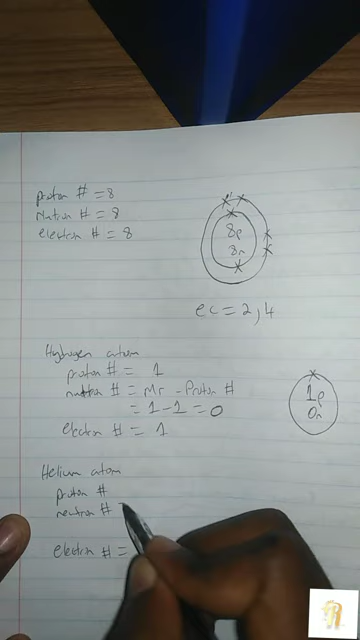 proton # = 8
Nutron # = 8
electron # = 8
8p
8n
ec = 2,4
Hydrogen atom
proton # = 1
nutron # = Mr - Proton #
= 1 - 1 = 0
electron # = 1
1p
0n
Helium atom
proton #
neutron #
electron # =